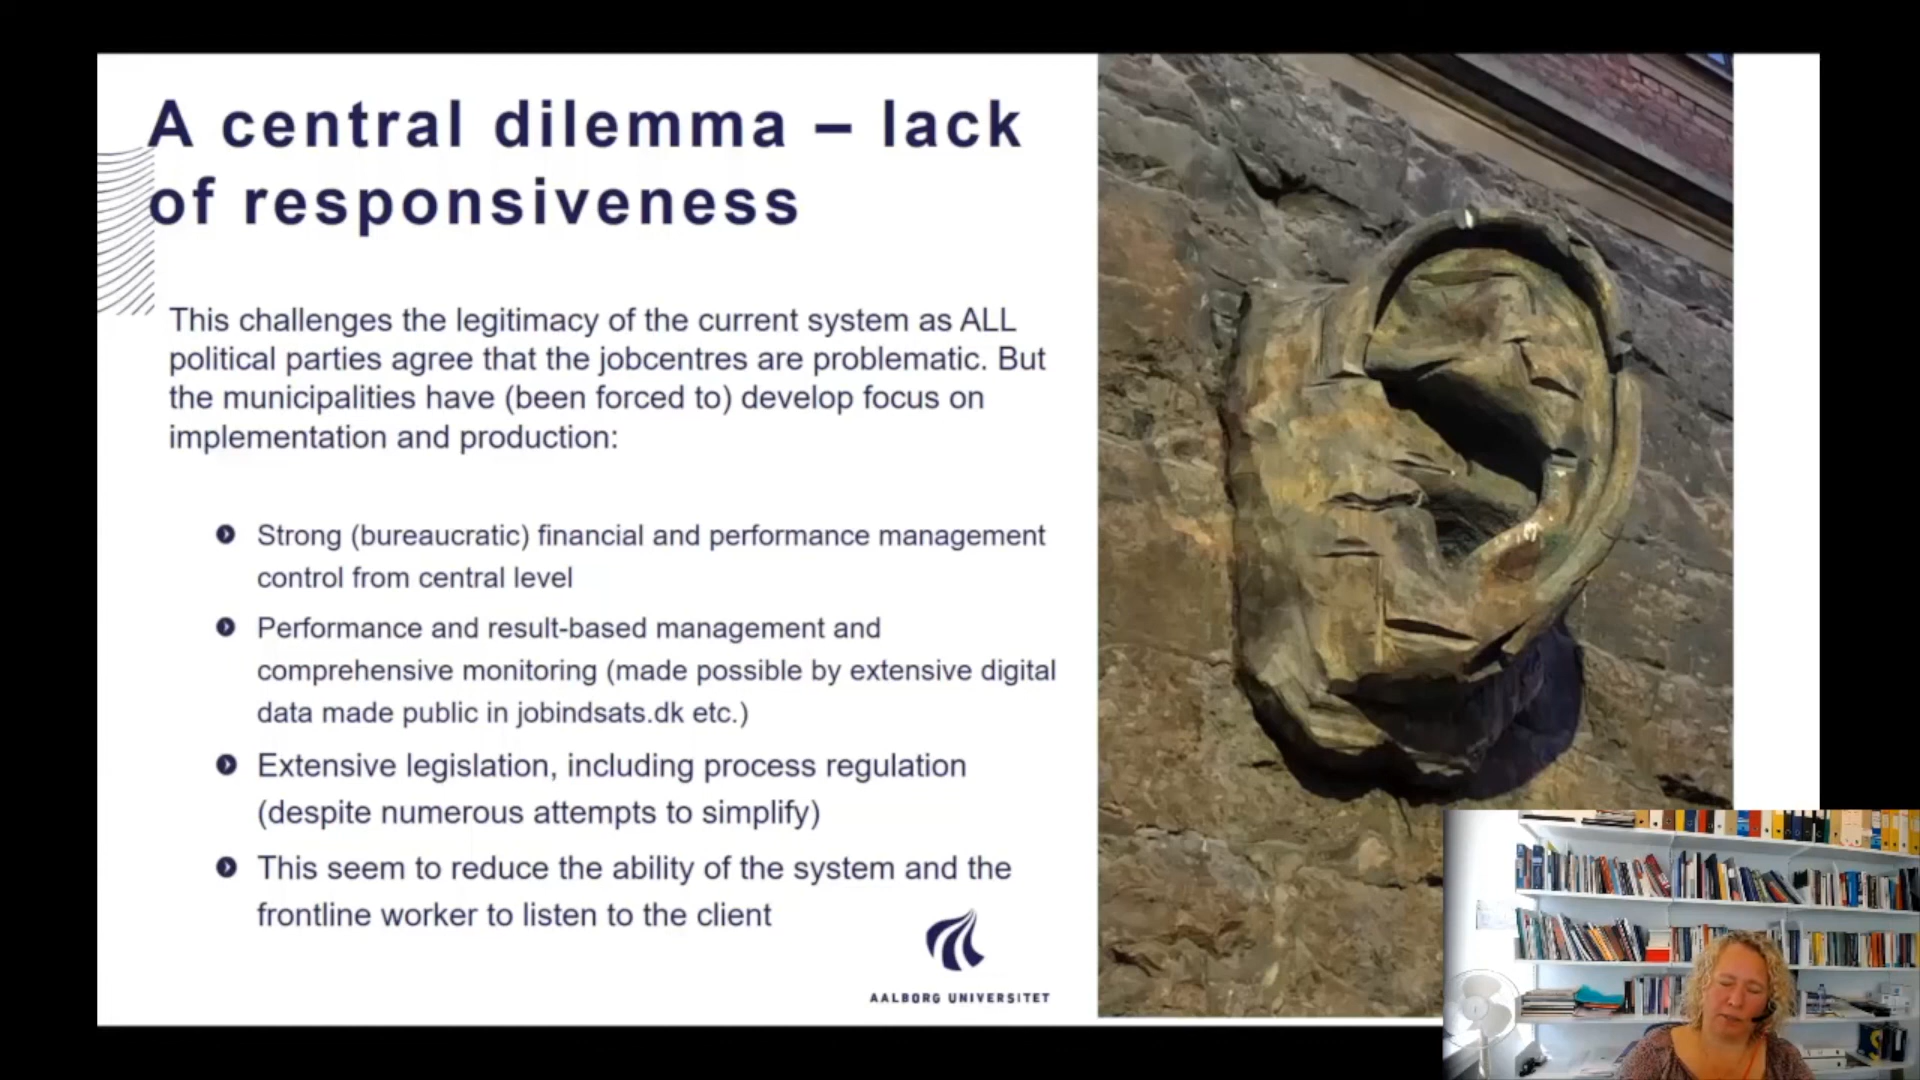 A central dilemma – lack
of responsiveness
This challenges the legitimacy of the current system as ALL
political parties agree that the jobcentres are problematic. But
the municipalities have (been forced to) develop focus on
implementation and production:
Strong (bureaucratic) financial and performance management
control from central level
Performance and result-based management and
comprehensive monitoring (made possible by extensive digital
data made public in jobindsats.dk etc.)
Extensive legislation, including process regulation
(despite numerous attempts to simplify)
This seem to reduce the ability of the system and the
frontline worker to listen to the client
AALBORG UNIVERSITET